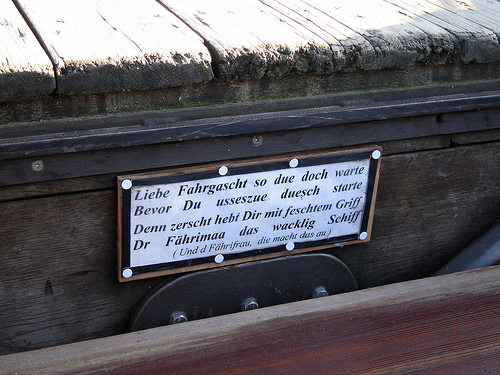 Liebe Fahrgascht so due doch warte
Bevor Du usseszue duesch starte
Denn zerscht hebt Dir mit feschtem Griff
Dr Fährimaa das wacklig Schiff
(Und d Fährifrau, die macht das au)